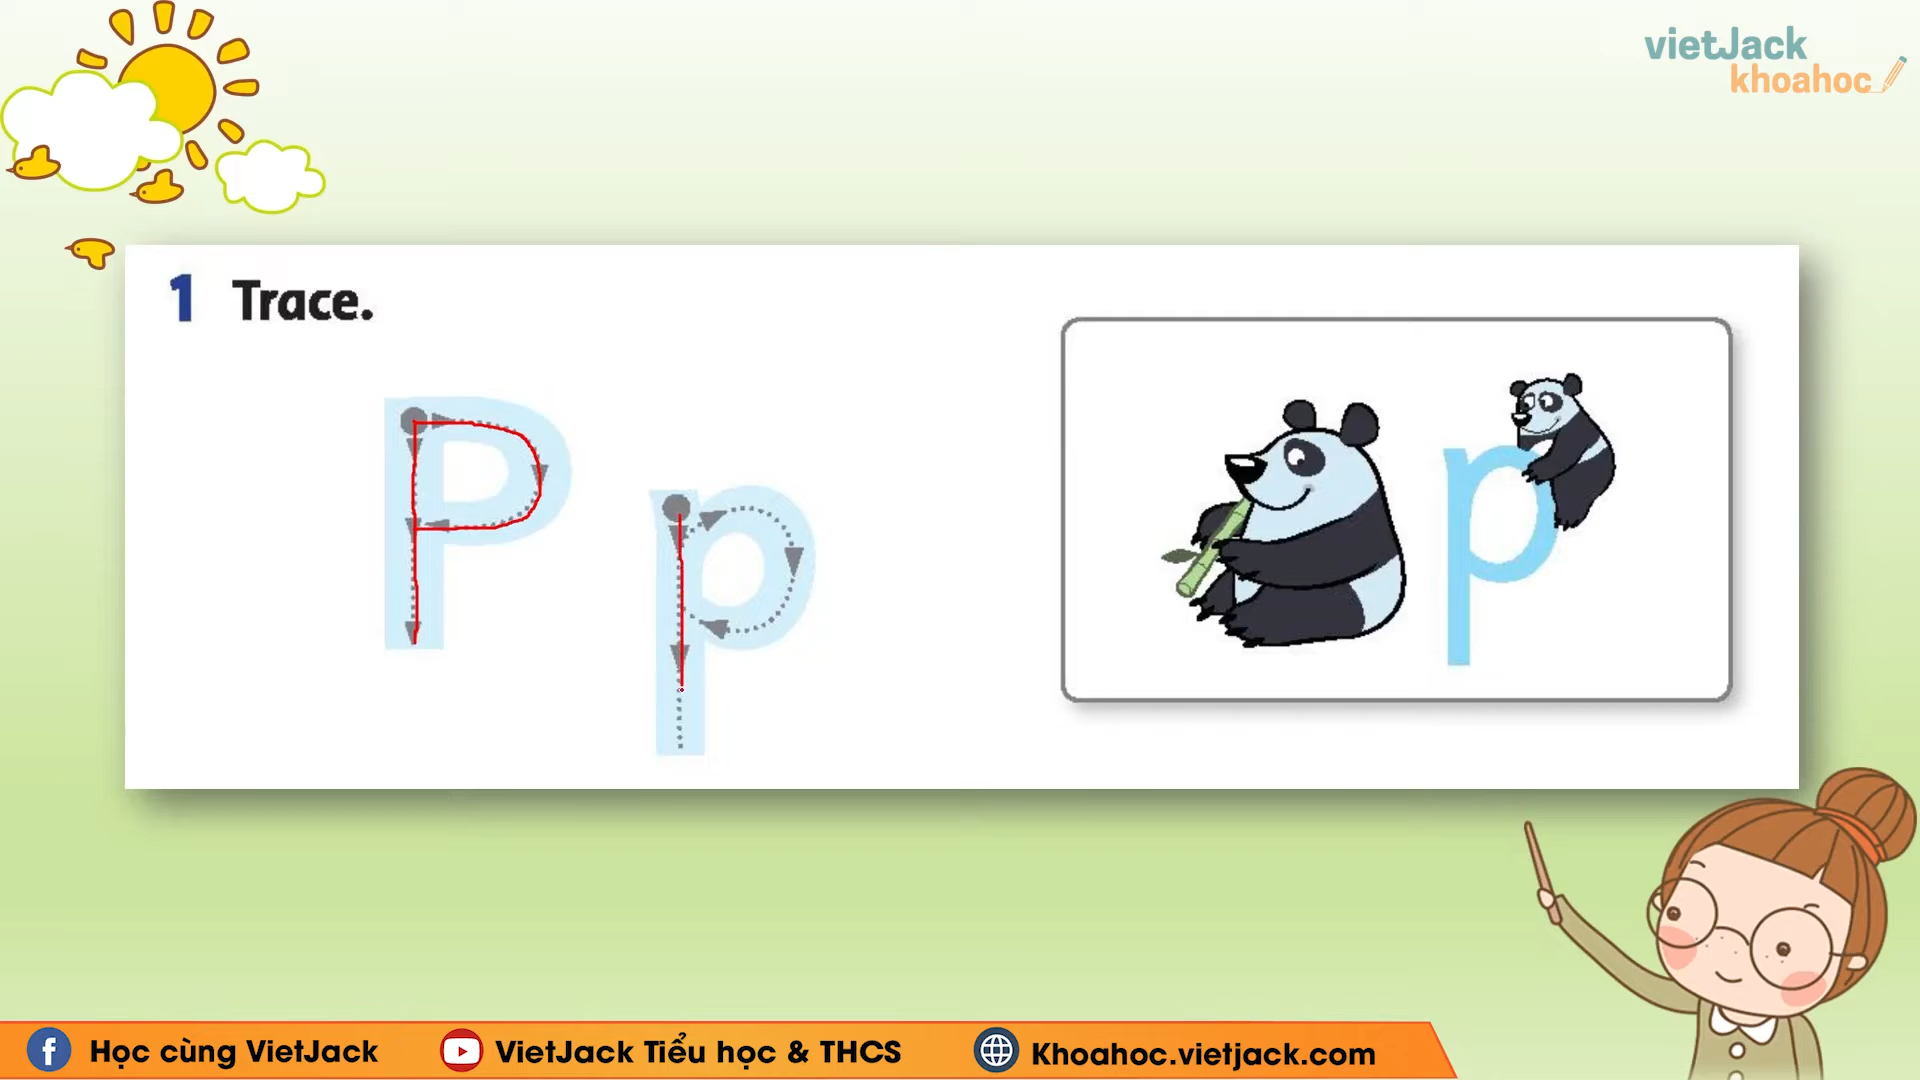 vietJack
khoahoc
1 Trace.
P p
p
Học cùng VietJack
VietJack Tiểu học & THCS
Khoahoc.vietjack.com